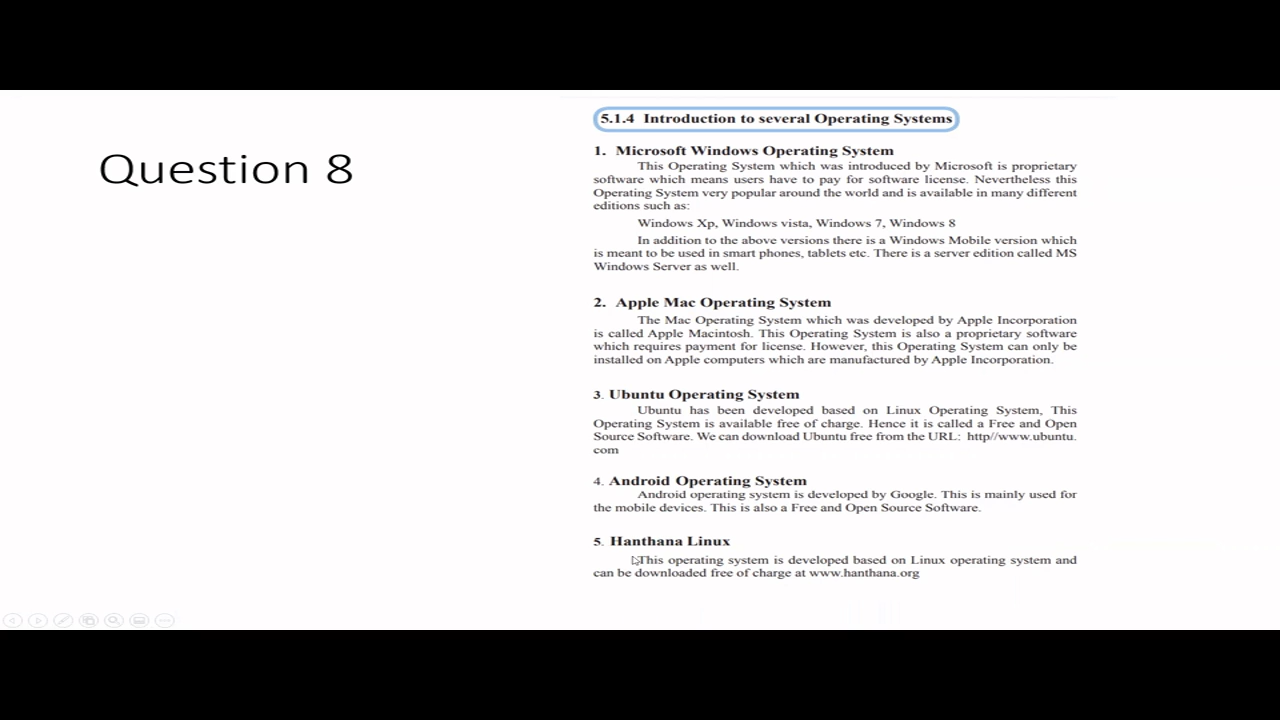 Question 8
5.1.4 Introduction to several Operating Systems
1. Microsoft Windows Operating System
This Operating System which was introduced by Microsoft is proprietary
software which means users have to pay for software license. Nevertheless this
Operating System very popular around the world and is available in many different
editions such as:
Windows Xp, Windows vista, Windows 7, Windows 8
In addition to the above versions there is a Windows Mobile version which
is meant to be used in smart phones, tablets etc. There is a server edition called MS
Windows Server as well.
2. Apple Mac Operating System
The Mac Operating System which was developed by Apple Incorporation
is called Apple Macintosh. This Operating System is also a proprietary software
which requires payment for license. However, this Operating System can only be
installed on Apple computers which are manufactured by Apple Incorporation.
3. Ubuntu Operating System
Ubuntu has been developed based on Linux Operating System, This
Operating System is available free of charge. Hence it is called a Free and Open
Source Software. We can download Ubuntu free from the URL: http//www.ubuntu.
com
4. Android Operating System
Android operating system is developed by Google. This is mainly used for
the mobile devices. This is also a Free and Open Source Software.
5. Hanthana Linux
This operating system is developed based on Linux operating system and
can be downloaded free of charge at www.hanthana.org